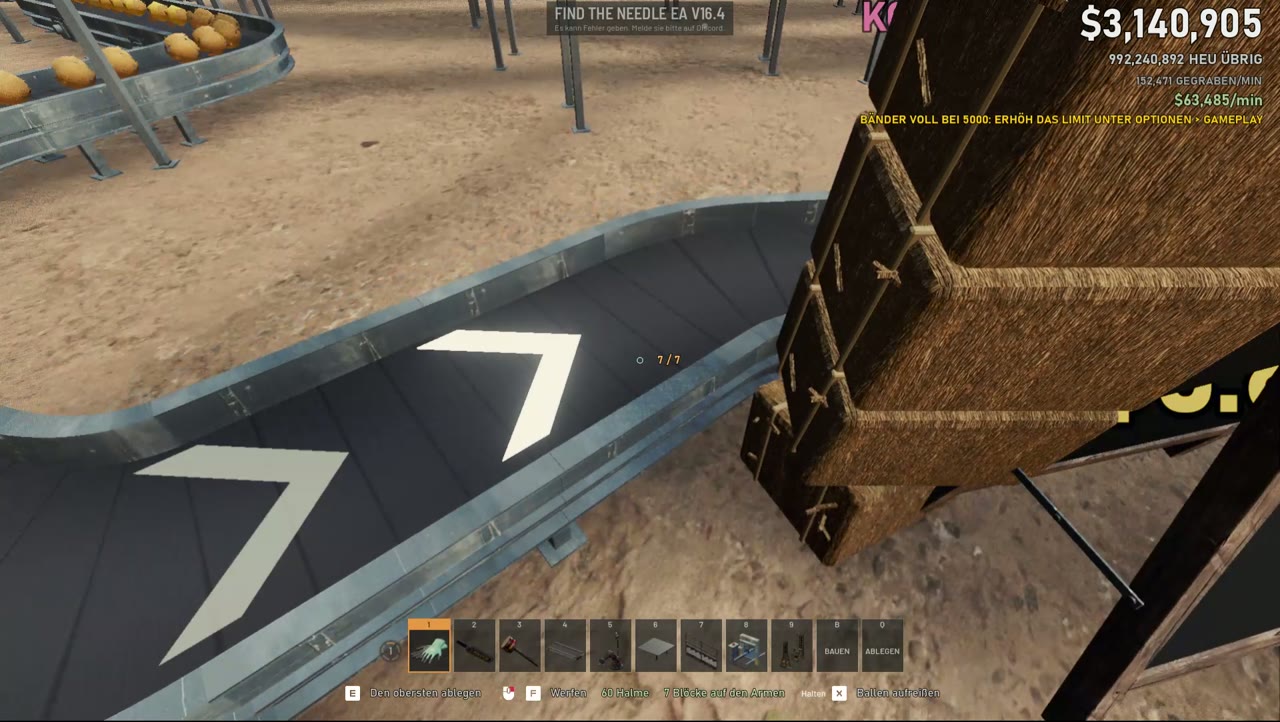 FIND THE NEEDLE EA V16.4
Es kann Fehler geben. Melde sie bitte auf Discord.
$3,140,905
992,240,892 HEU ÜBRIG
152,471 GEGRABEN/MIN
$63,485/min
BÄNDER VOLL BEI 5000: ERHÖH DAS LIMIT UNTER OPTIONEN > GAMEPLAY
7 / 7
1 2 3 4 5 6 7 8 9 B 0
BAUEN ABLEGEN
E Den obersten ablegen F Werfen 60 Halme 7 Blöcke auf den Armen Halten X Ballen aufreißen